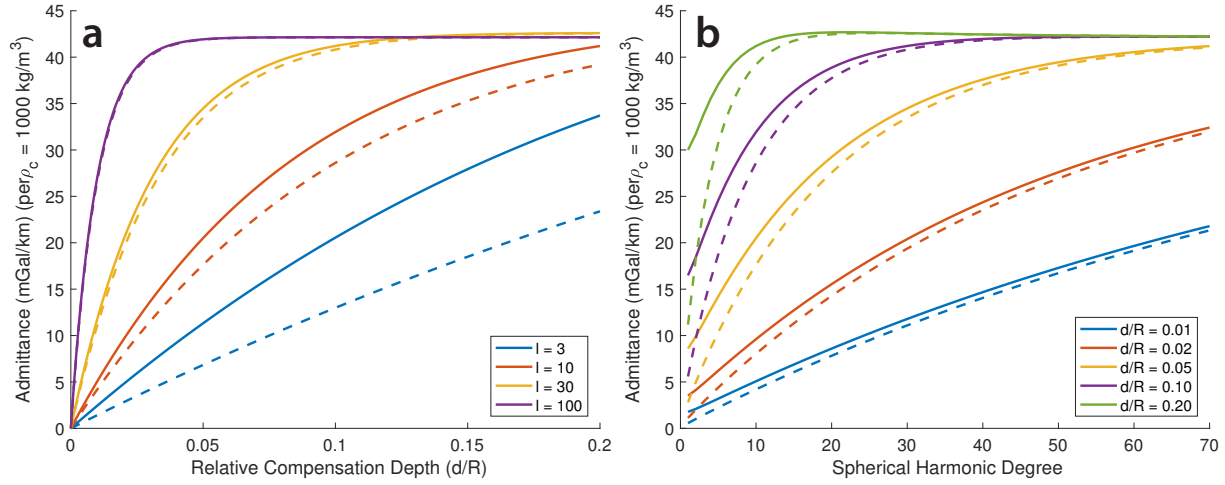 a
45
40
35
30
25
20
15
10
5
0
Admittance (mGal/km) (per ρc = 1000 kg/m³)
0
0.05
0.1
0.15
0.2
Relative Compensation Depth (d/R)
l = 3
l = 10
l = 30
l = 100
b
45
40
35
30
25
20
15
10
5
0
Admittance (mGal/km) (per ρc = 1000 kg/m³)
0
10
20
30
40
50
60
70
Spherical Harmonic Degree
d/R = 0.01
d/R = 0.02
d/R = 0.05
d/R = 0.10
d/R = 0.20